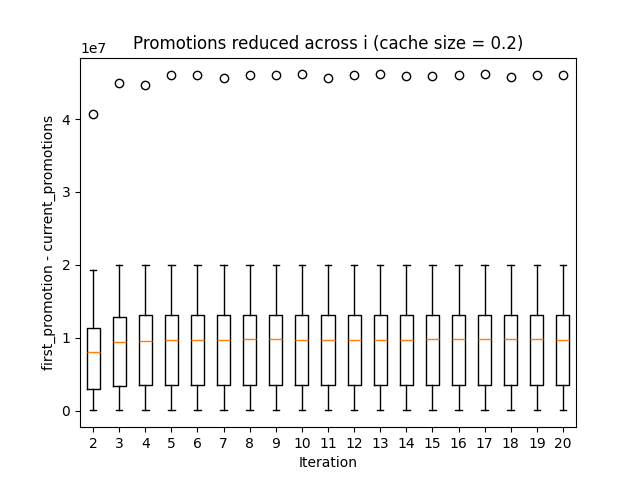 Promotions reduced across i (cache size = 0.2)
1e7
first_promotion - current_promotions
4
3
2
1
0
2 3 4 5 6 7 8 9 10 11 12 13 14 15 16 17 18 19 20
Iteration